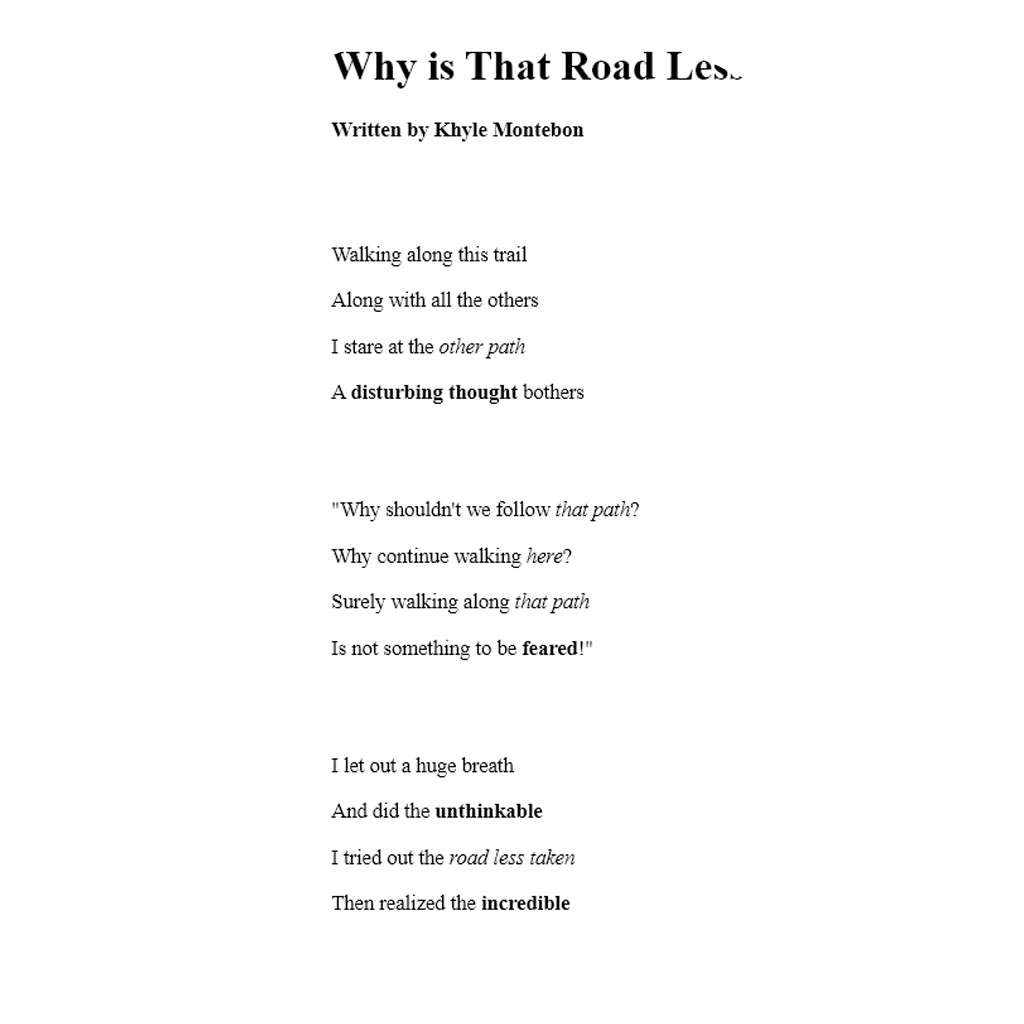 Why is That Road Less
Written by Khyle Montebon
Walking along this trail
Along with all the others
I stare at the other path
A disturbing thought bothers
"Why shouldn't we follow that path?
Why continue walking here?
Surely walking along that path
Is not something to be feared!"
I let out a huge breath
And did the unthinkable
I tried out the road less taken
Then realized the incredible